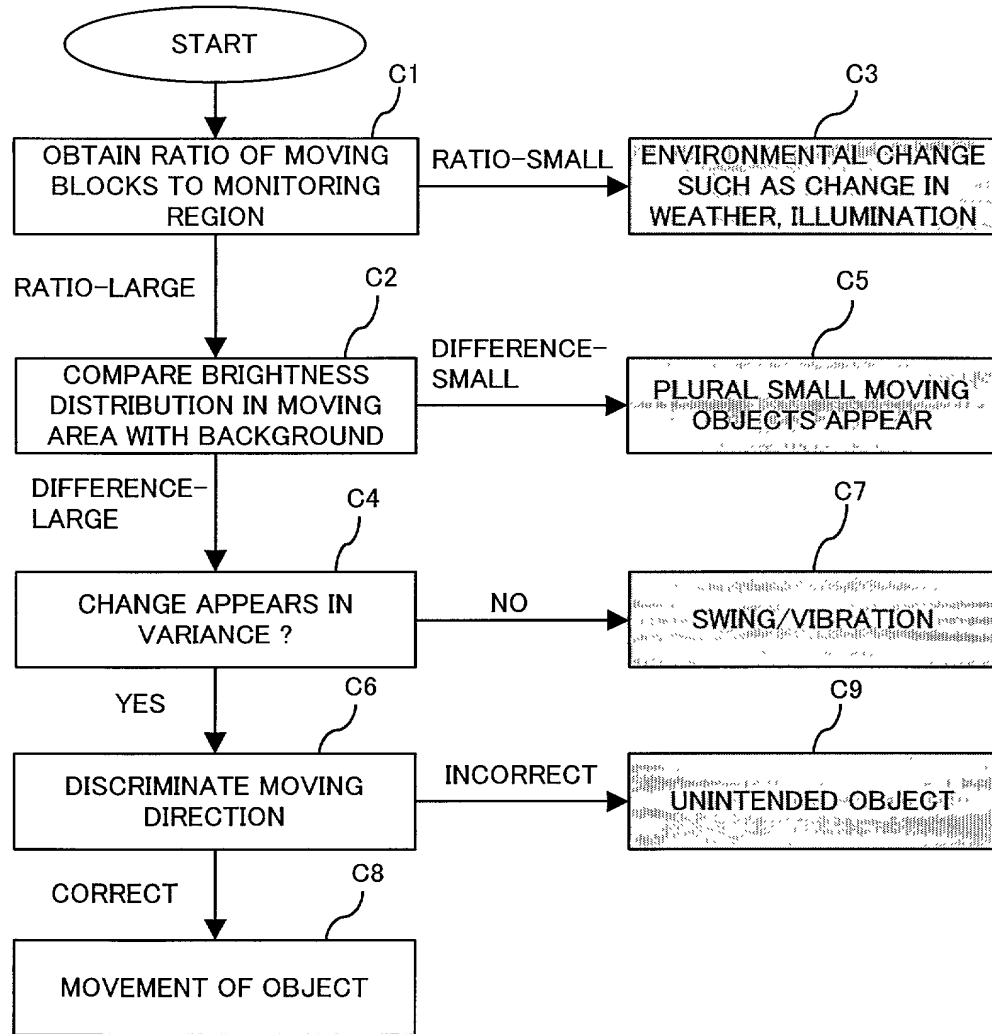 START
C1
C3
OBTAIN RATIO OF MOVING
BLOCKS TO MONITORING
REGION
RATIO-SMALL
ENVIRONMENTAL CHANGE
SUCH AS CHANGE IN
WEATHER, ILLUMINATION
RATIO-LARGE
C2
C5
COMPARE BRIGHTNESS
DISTRIBUTION IN MOVING
AREA WITH BACKGROUND
DIFFERENCE-
SMALL
PLURAL SMALL MOVING
OBJECTS APPEAR
DIFFERENCE-
LARGE
C4
C7
CHANGE APPEARS IN
VARIANCE ?
NO
SWING/VIBRATION
YES
C6
C9
DISCRIMINATE MOVING
DIRECTION
INCORRECT
UNINTENDED OBJECT
CORRECT
C8
MOVEMENT OF OBJECT